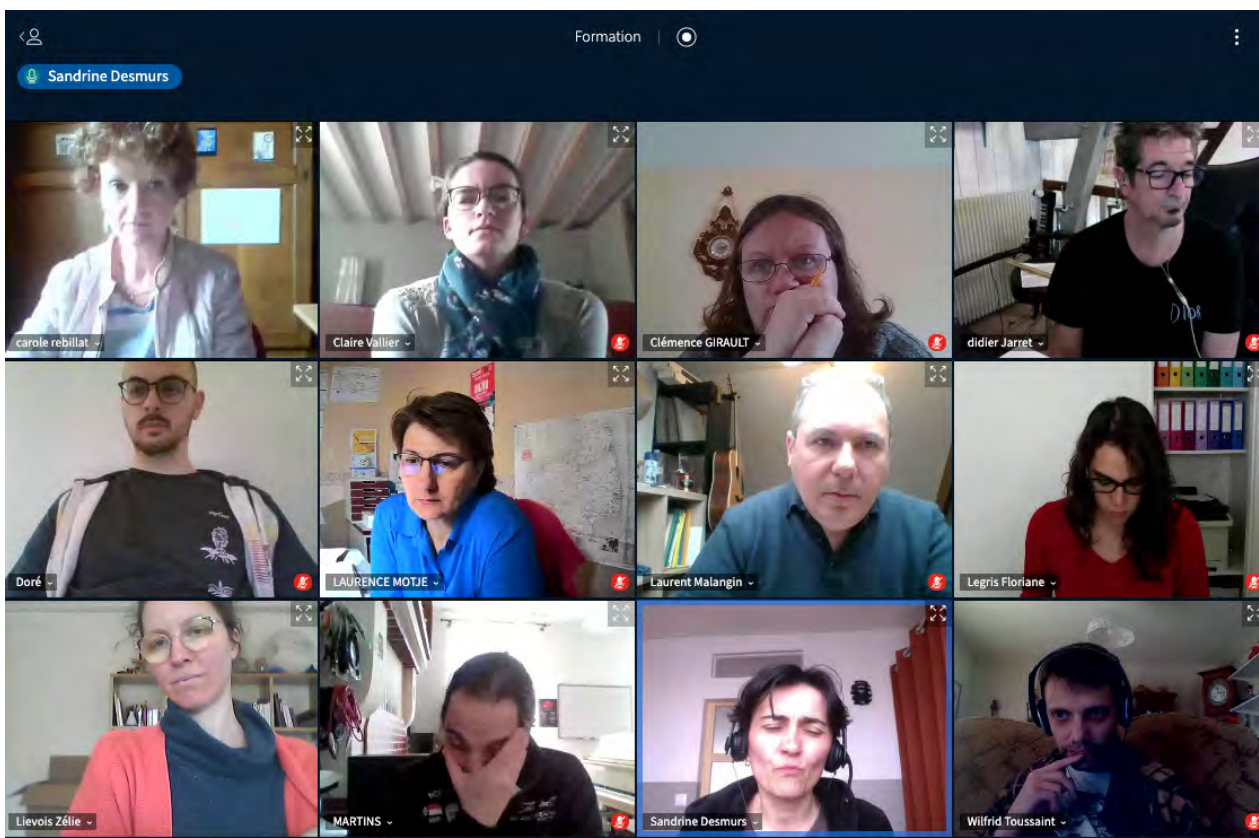 Formation
Sandrine Desmurs
carole rebillat
Claire Vallier
Clémence GIRAULT
didier Jarret
DIOR
Doré
LAURENCE MOTJE
Laurent Malangin
Legris Floriane
Lievois Zélie
MARTINS
Sandrine Desmurs
Wilfrid Toussaint